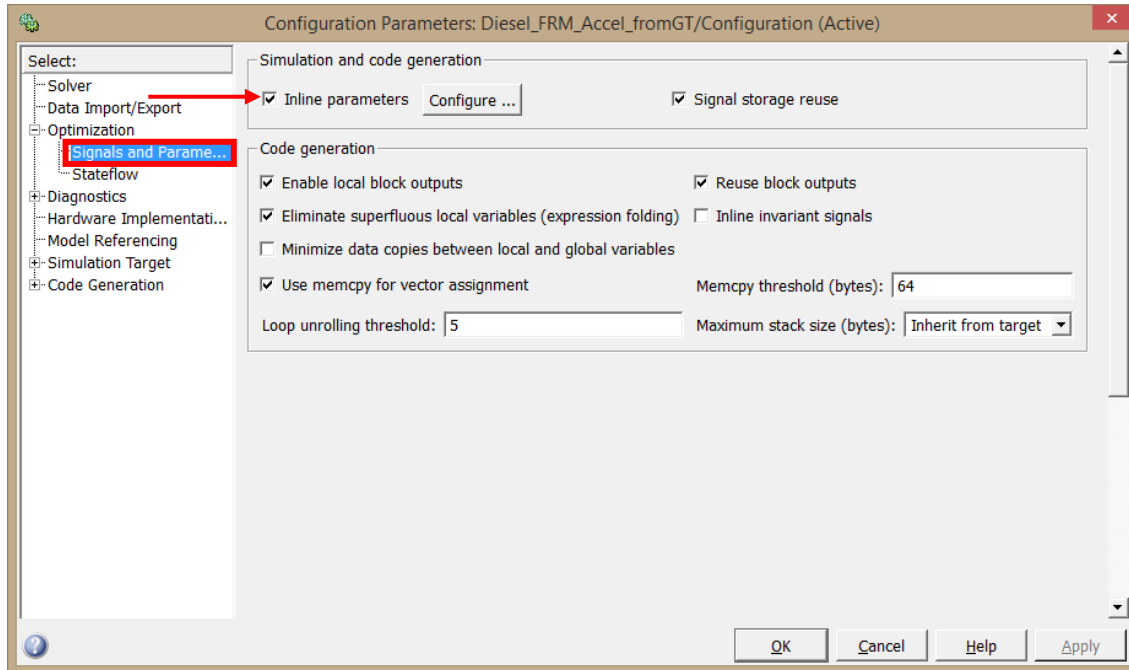 Configuration Parameters: Diesel_FRM_Accel_fromGT/Configuration (Active)
Select:
Solver
Data Import/Export
Optimization
Signals and Parame...
Stateflow
Diagnostics
Hardware Implementati...
Model Referencing
Simulation Target
Code Generation
Simulation and code generation
Inline parameters Configure ... Signal storage reuse
Code generation
Enable local block outputs Reuse block outputs
Eliminate superfluous local variables (expression folding) Inline invariant signals
Minimize data copies between local and global variables
Use memcpy for vector assignment Memcpy threshold (bytes): 64
Loop unrolling threshold: 5 Maximum stack size (bytes): Inherit from target
OK Cancel Help Apply